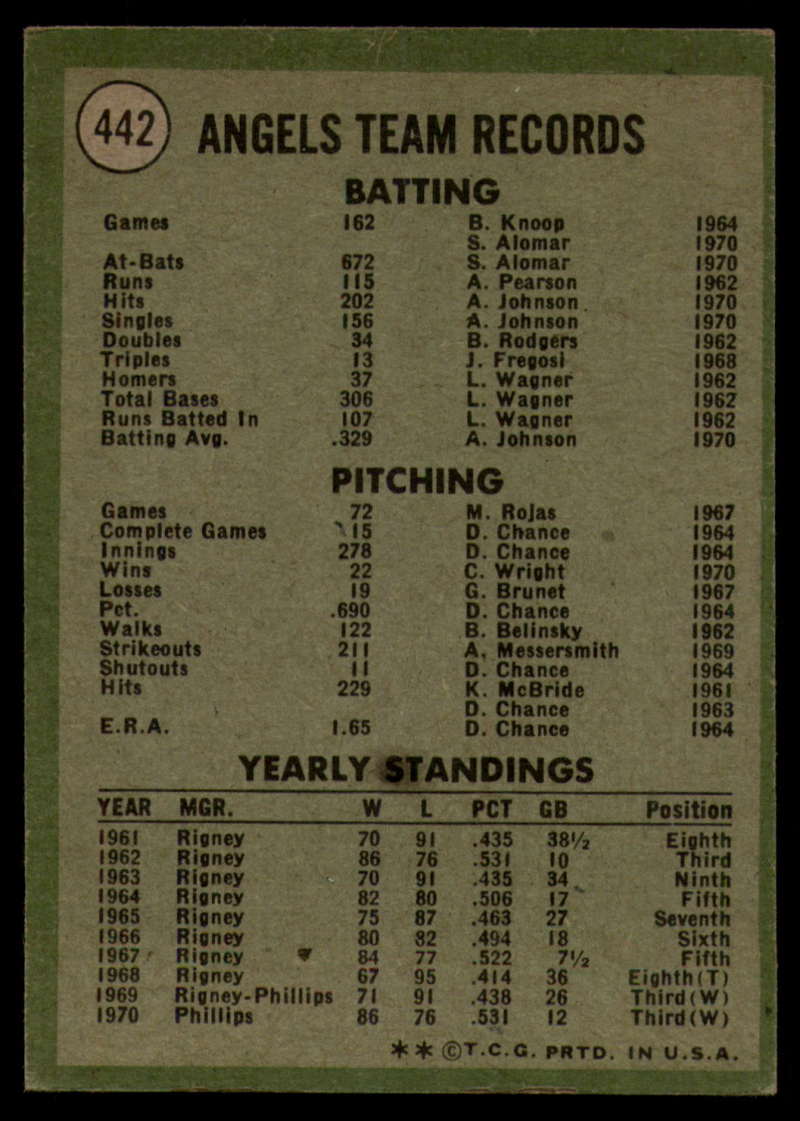 442 ANGELS TEAM RECORDS
BATTING
Games 162 B. Knoop 1964
S. Alomar 1970
At-Bats 672 S. Alomar 1970
Runs 115 A. Pearson 1962
Hits 202 A. Johnson 1970
Singles 156 A. Johnson 1970
Doubles 34 B. Rodgers 1962
Triples 13 J. Fregosi 1968
Homers 37 L. Wagner 1962
Total Bases 306 L. Wagner 1962
Runs Batted In 107 L. Wagner 1962
Batting Avg. .329 A. Johnson 1970
PITCHING
Games 72 M. Rojas 1967
Complete Games 15 D. Chance 1964
Innings 278 D. Chance 1964
Wins 22 C. Wright 1970
Losses 19 G. Brunet 1967
Pct. .690 D. Chance 1964
Walks 122 B. Belinsky 1962
Strikeouts 211 A. Messersmith 1969
Shutouts 11 D. Chance 1964
Hits 229 K. McBride 1961
D. Chance 1963
E.R.A. 1.65 D. Chance 1964
YEARLY STANDINGS
YEAR MGR. W L PCT GB Position
1961 Rigney 70 91 .435 38½ Eighth
1962 Rigney 86 76 .531 10 Third
1963 Rigney 70 91 .435 34 Ninth
1964 Rigney 82 80 .506 17 Fifth
1965 Rigney 75 87 .463 27 Seventh
1966 Rigney 80 82 .494 18 Sixth
1967 Rigney 84 77 .522 7½ Fifth
1968 Rigney 67 95 .414 36 Eighth(T)
1969 Rigney-Phillips 71 91 .438 26 Third(W)
1970 Phillips 86 76 .531 12 Third(W)
** ©T.C.G. PRTD. IN U.S.A.